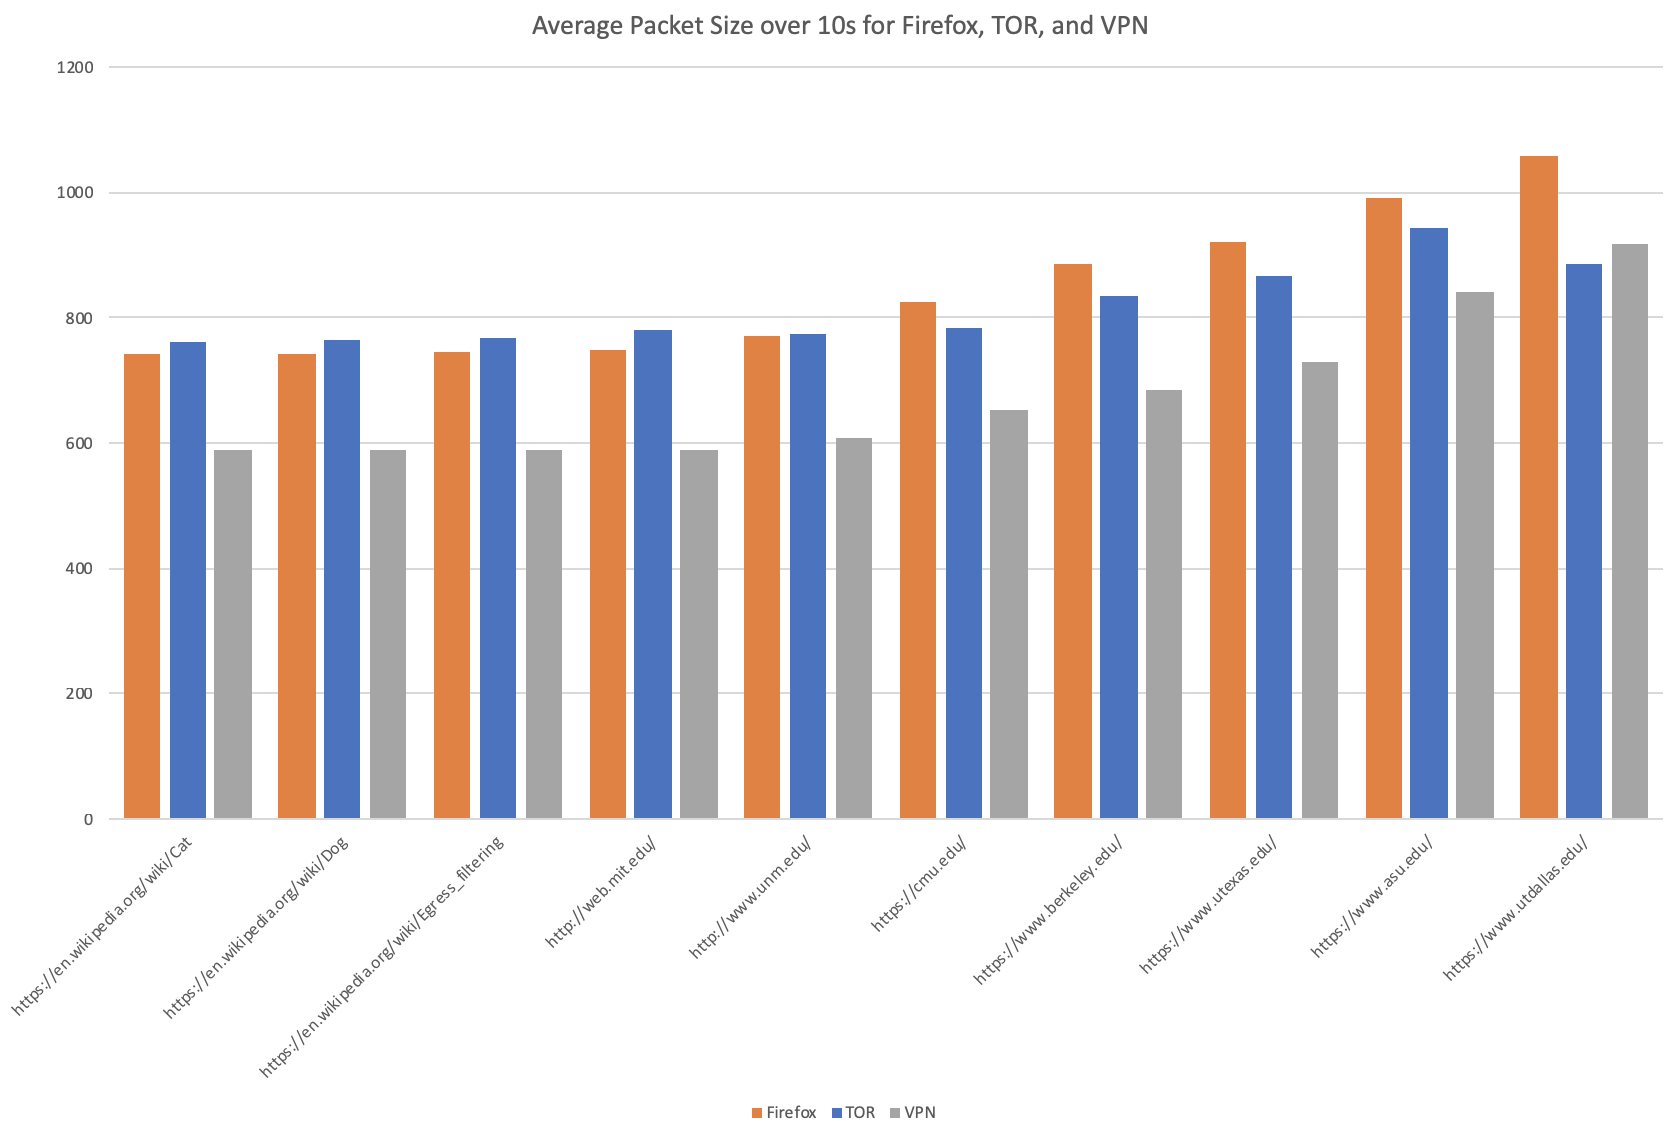 Average Packet Size over 10s for Firefox, TOR, and VPN
1200
1000
800
600
400
200
0
https://en.wikipedia.org/wiki/Cat
https://en.wikipedia.org/wiki/Dog
https://en.wikipedia.org/wiki/Egress_filtering
http://web.mit.edu/
http://www.unm.edu/
https://cmu.edu/
https://www.berkeley.edu/
https://www.utexas.edu/
https://www.asu.edu/
https://www.utdallas.edu/
Firefox TOR VPN